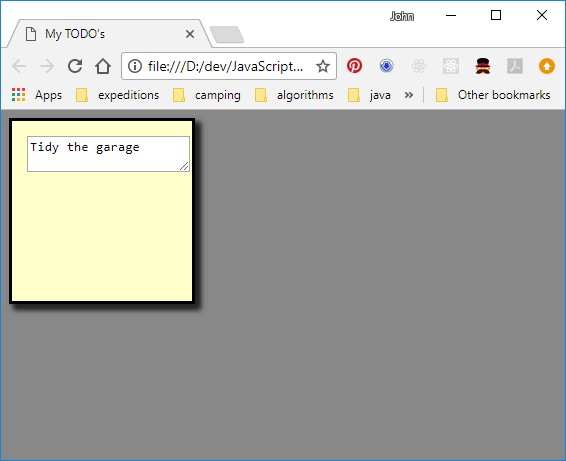 John
My TODO's
file:///D:/dev/JavaScript...
Apps expeditions camping algorithms java » Other bookmarks
Tidy the garage